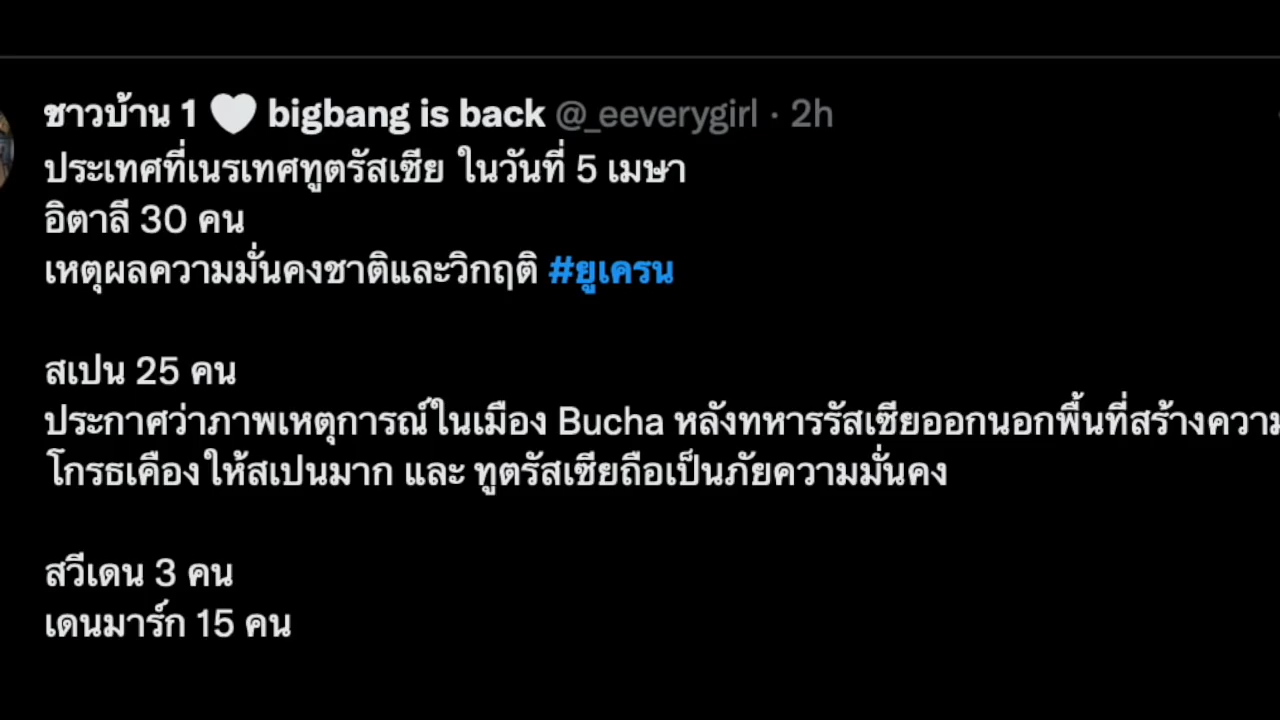 ชาวบ้าน 1 🤍 bigbang is back @_eeverygirl · 2h
ประเทศที่เนรเทศทูตรัสเซีย ในวันที่ 5 เมษา
อิตาลี 30 คน
เหตุผลความมั่นคงชาติและวิกฤติ #ยูเครน
สเปน 25 คน
ประกาศว่าภาพเหตุการณ์ในเมือง Bucha หลังทหารรัสเซียออกนอกพื้นที่สร้างความ
โกรธเคืองให้สเปนมาก และ ทูตรัสเซียถือเป็นภัยความมั่นคง
สวีเดน 3 คน
เดนมาร์ก 15 คน